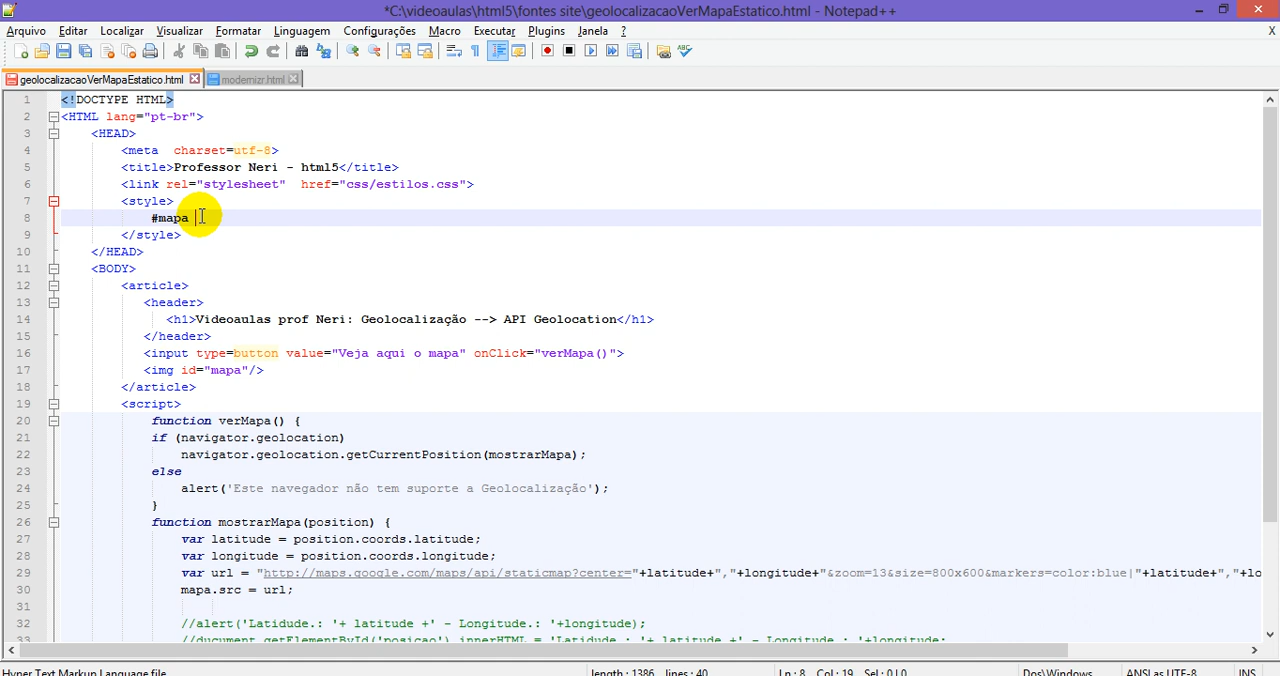 *C:\videoaulas\html5\fontes site\geolocalizacaoVerMapaEstatico.html - Notepad++
Arquivo Editar Localizar Visualizar Formatar Linguagem Configurações Macro Executar Plugins Janela ? X
geolocalizacaoVerMapaEstatico.html modernizr.html
1 <!DOCTYPE HTML>
2 <HTML lang="pt-br">
3 <HEAD>
4 <meta charset=utf-8>
5 <title>Professor Neri - html5</title>
6 <link rel="stylesheet" href="css/estilos.css">
7 <style>
8 #mapa
9 </style>
10 </HEAD>
11 <BODY>
12 <article>
13 <header>
14 <h1>Videoaulas prof Neri: Geolocalização --> API Geolocation</h1>
15 </header>
16 <input type=button value="Veja aqui o mapa" onClick="verMapa()">
17 <img id="mapa"/>
18 </article>
19 <script>
20 function verMapa() {
21 if (navigator.geolocation)
22 navigator.geolocation.getCurrentPosition(mostrarMapa);
23 else
24 alert('Este navegador não tem suporte a Geolocalização');
25 }
26 function mostrarMapa(position) {
27 var latitude = position.coords.latitude;
28 var longitude = position.coords.longitude;
29 var url = "http://maps.google.com/maps/api/staticmap?center="+latitude+","+longitude+"&zoom=13&size=800x600&markers=color:blue|"+latitude+","+lo
30 mapa.src = url;
31
32 //alert('Latidude.: '+ latitude +' - Longitude.: '+longitude);
33 //ducument.getElementById('posicao').innerHTML = 'Latidude.: '+ latitude +' - Longitude.: '+longitude;
Hyper Text Markup Language file length : 1386 lines : 40 Ln : 8 Col : 19 Sel : 0 | 0 Dos\Windows ANSI as UTF-8 INS